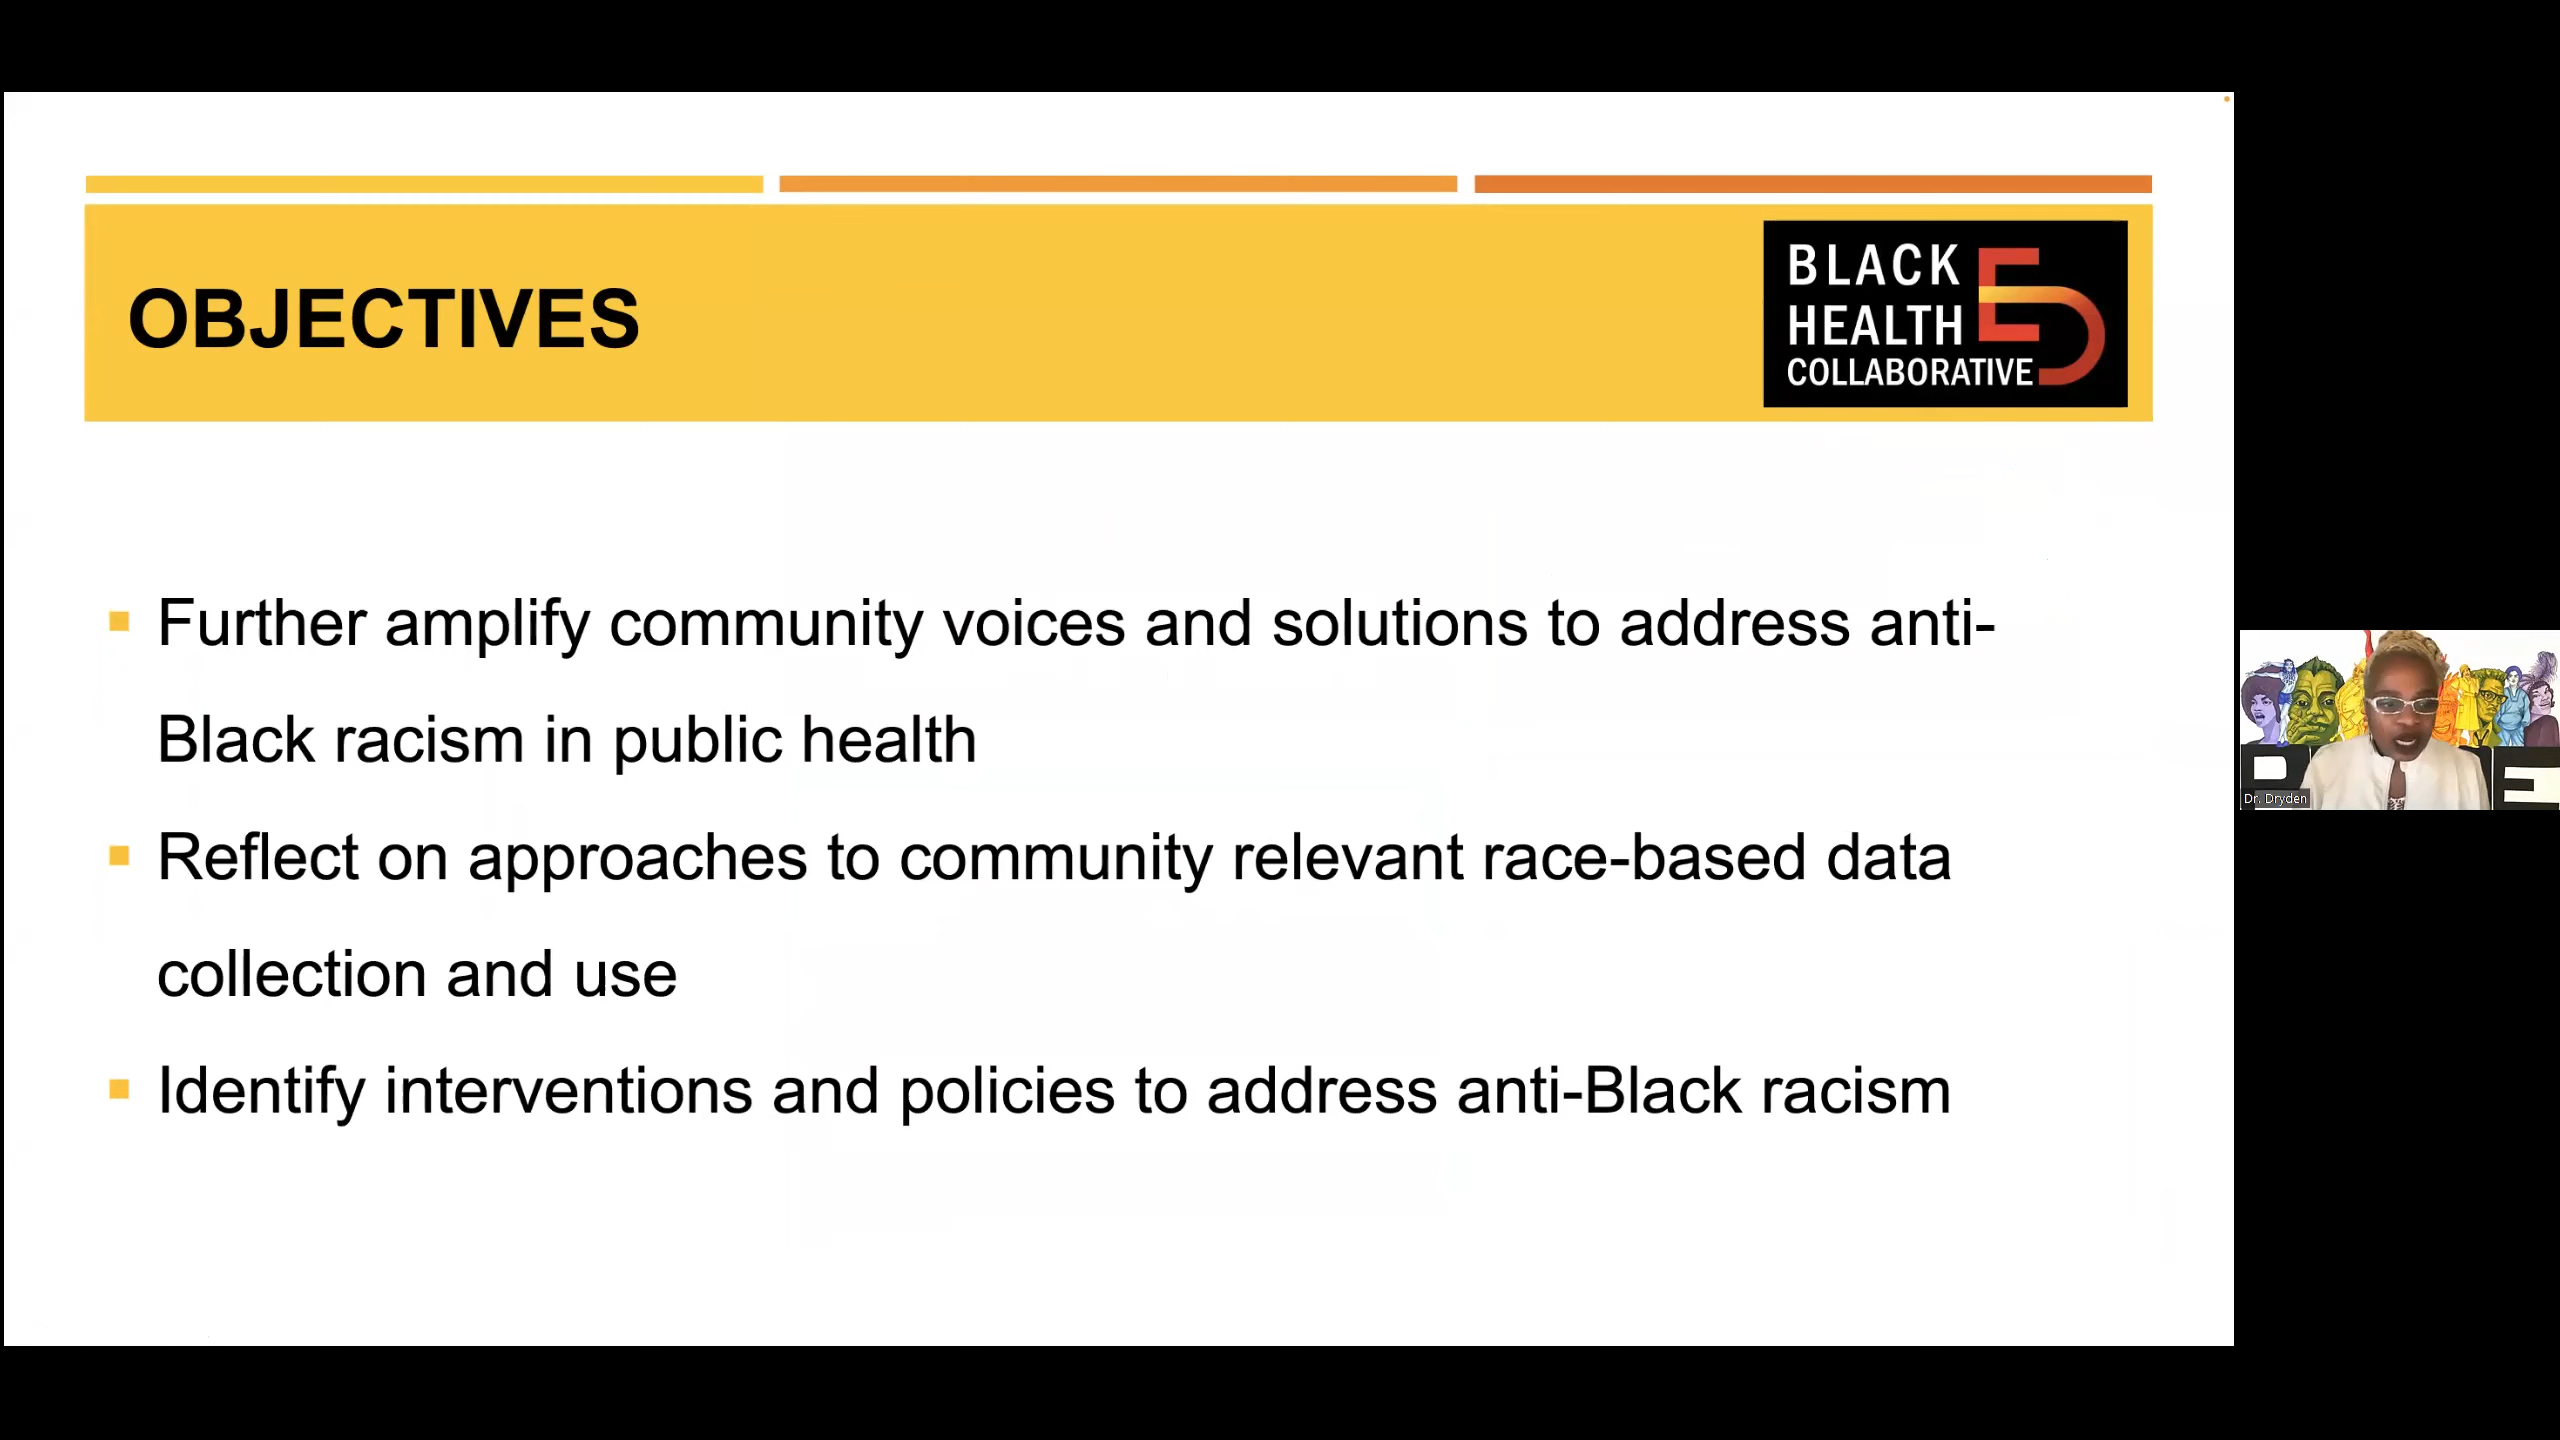 OBJECTIVES
BLACK
HEALTH
COLLABORATIVE
ED
Further amplify community voices and solutions to address anti-
Black racism in public health
Reflect on approaches to community relevant race-based data
collection and use
Identify interventions and policies to address anti-Black racism
Dr. Dryden